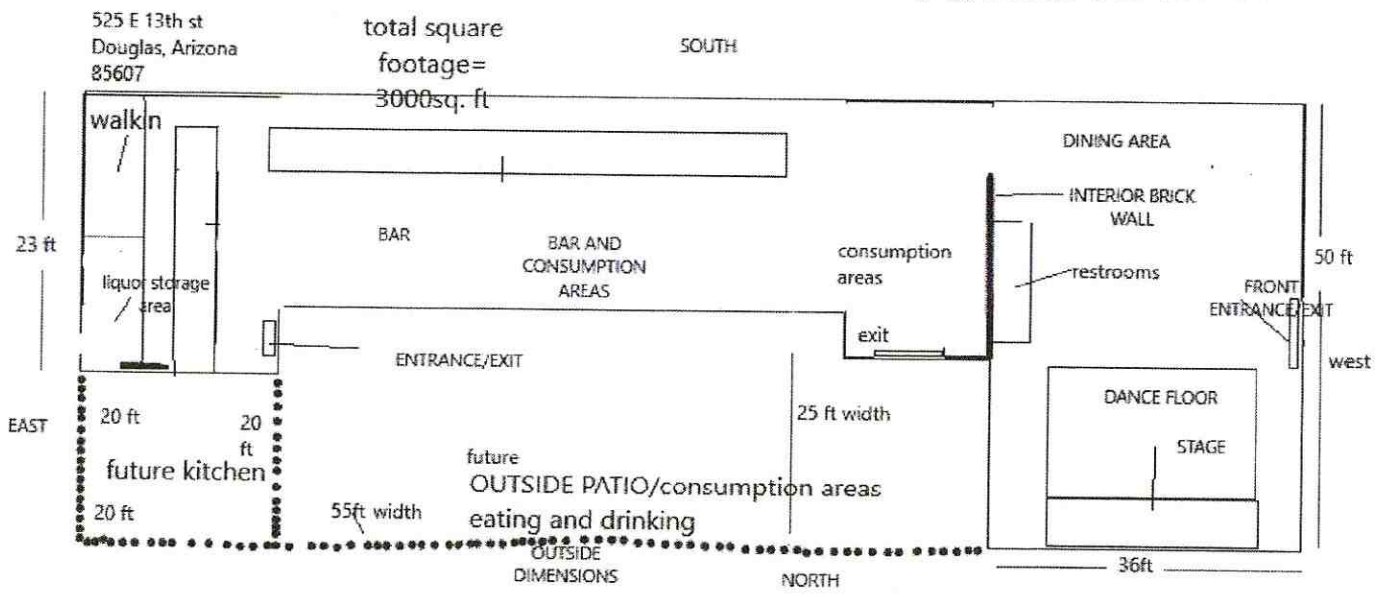 525 E 13th st
Douglas, Arizona
85607
total square
footage=
3000sq. ft
SOUTH
walkin
DINING AREA
INTERIOR BRICK
WALL
23 ft
BAR
BAR AND
CONSUMPTION
AREAS
consumption
areas
restrooms
50 ft
liquor storage
area
FRONT
ENTRANCE/EXIT
exit
ENTRANCE/EXIT
west
EAST
20 ft
20
ft
25 ft width
DANCE FLOOR
STAGE
future kitchen
future
OUTSIDE PATIO/consumption areas
eating and drinking
20 ft
55ft width
OUTSIDE
DIMENSIONS
NORTH
36ft